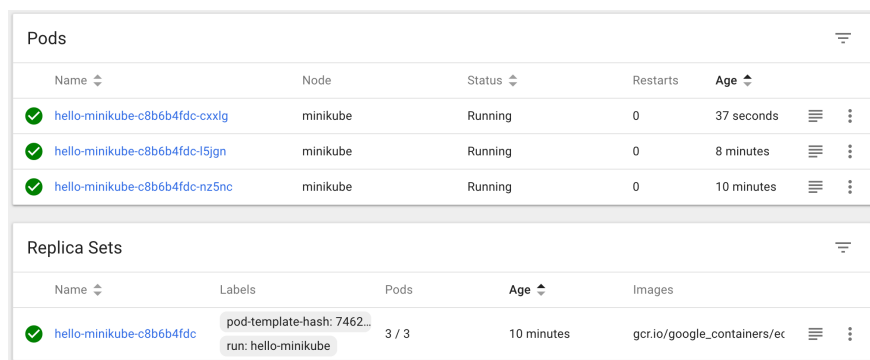 Pods
Name Node Status Restarts Age
hello-minikube-c8b6b4fdc-cxxlg minikube Running 0 37 seconds
hello-minikube-c8b6b4fdc-l5jgn minikube Running 0 8 minutes
hello-minikube-c8b6b4fdc-nz5nc minikube Running 0 10 minutes
Replica Sets
Name Labels Pods Age Images
pod-template-hash: 7462...
hello-minikube-c8b6b4fdc 3 / 3 10 minutes gcr.io/google_containers/ec
run: hello-minikube